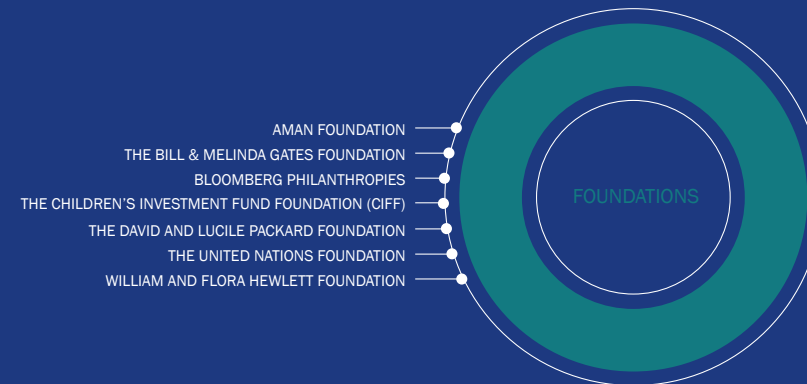 AMAN FOUNDATION
THE BILL & MELINDA GATES FOUNDATION
BLOOMBERG PHILANTHROPIES
THE CHILDREN’S INVESTMENT FUND FOUNDATION (CIFF)
THE DAVID AND LUCILE PACKARD FOUNDATION
THE UNITED NATIONS FOUNDATION
WILLIAM AND FLORA HEWLETT FOUNDATION
FOUNDATIONS